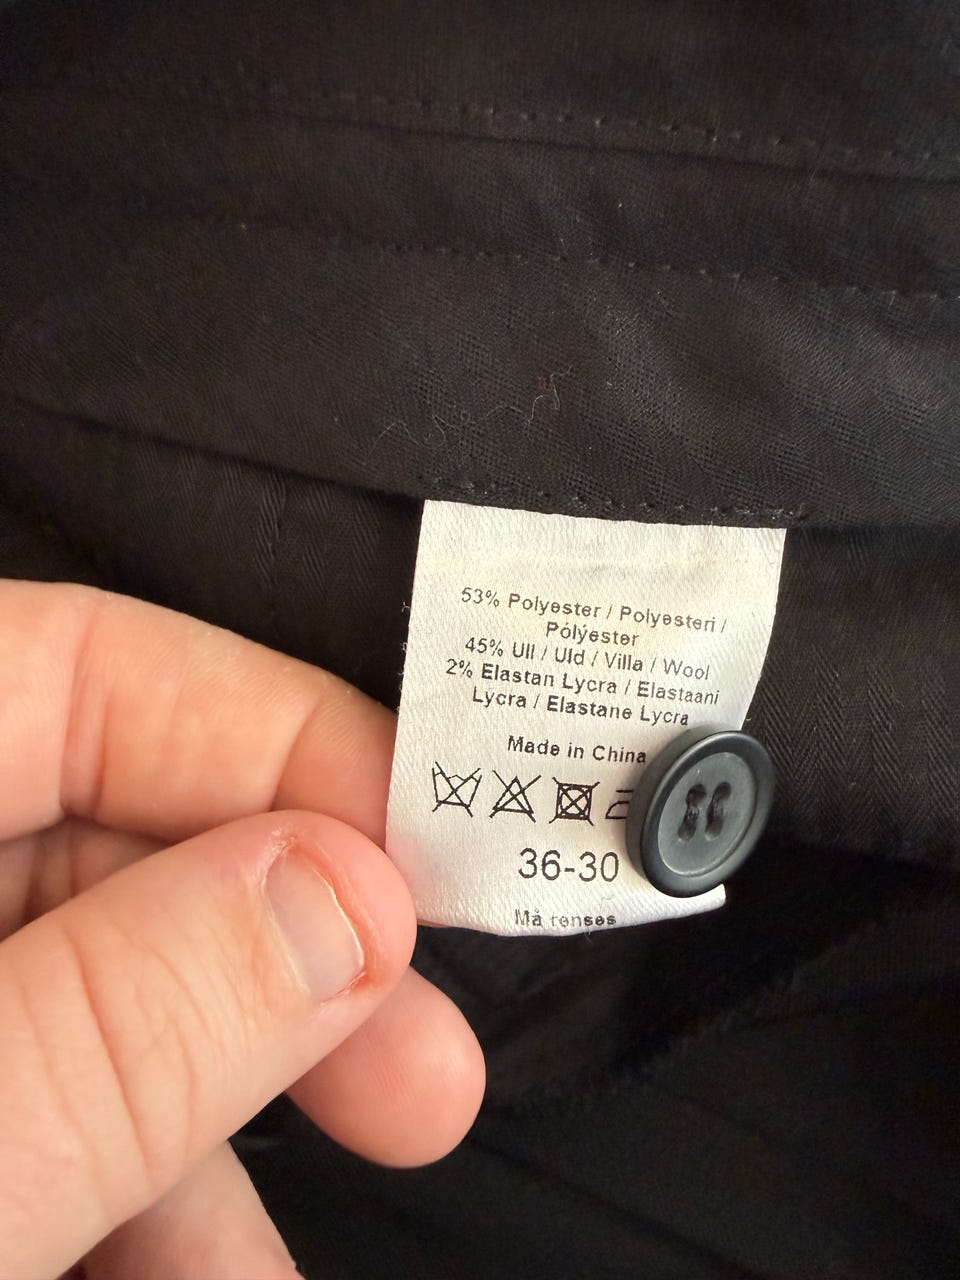 53% Polyester / Polyesteri /
Pólýester
45% Ull / Uld / Villa / Wool
2% Elastan Lycra / Elastaani
Lycra / Elastane Lycra
Made in China
36-30
Må renses